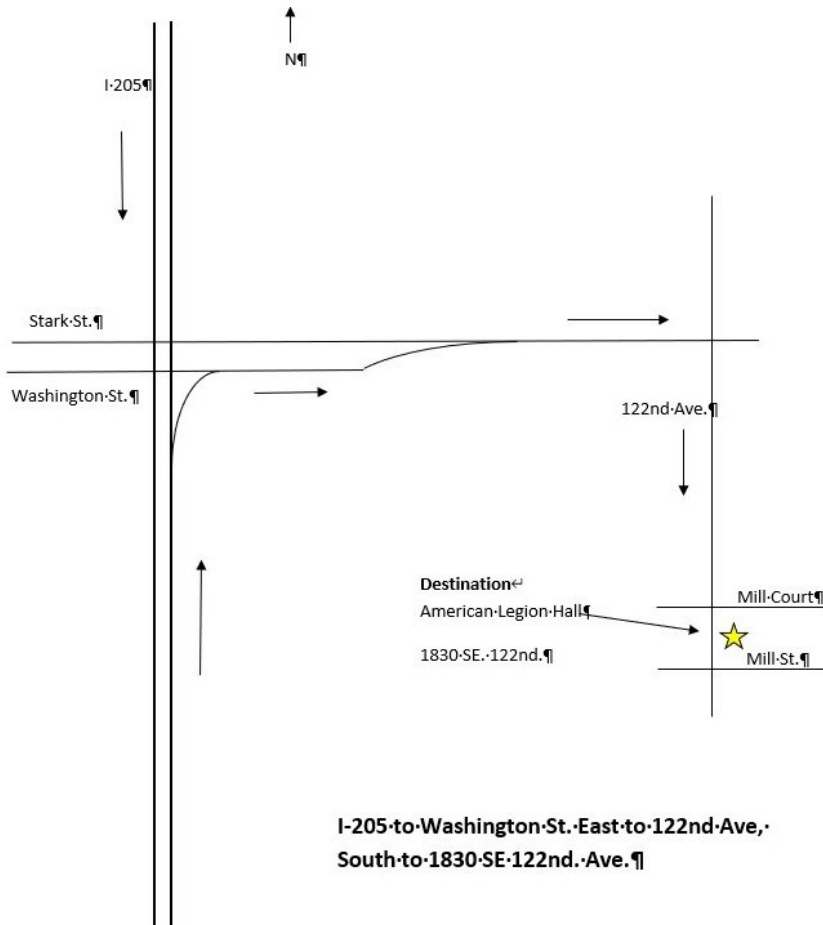 N¶
I·205¶
Stark·St.¶
Washington·St.¶
122nd·Ave.¶
Destination↵
American·Legion·Hall¶
1830·SE.·122nd.¶
Mill·Court¶
Mill·St.¶
I-205·to·Washington·St.·East·to·122nd·Ave,·
South·to·1830·SE·122nd.·Ave.¶